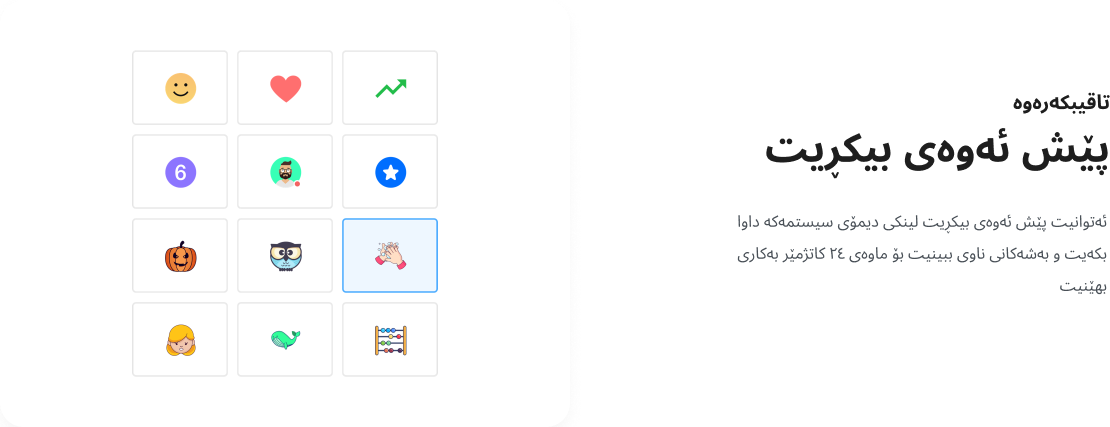 تاقیبکەرەوە
پێش ئەوەی بیکڕیت
ئەتوانیت پێش ئەوەی بیکڕیت لینکی دیمۆی سیستمەکە داوا
بکەیت و بەشەکانی ناوی ببینیت بۆ ماوەی ٢٤ کاتژمێر بەکاری
بهێنیت
6